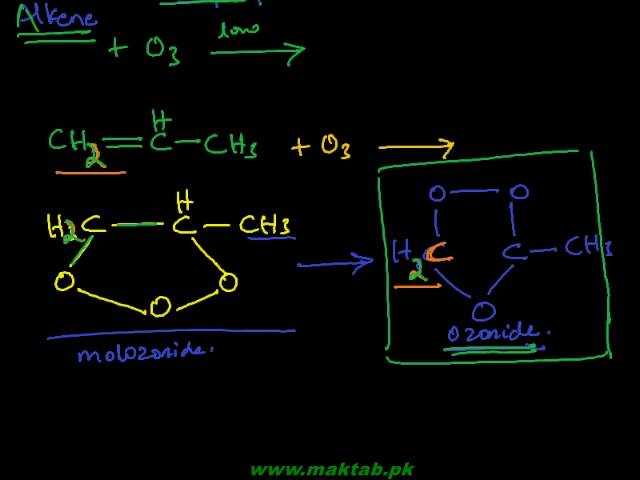 Alkene
+ O3 low
H
CH2=C-CH3 + O3
H
H2C-C-CH3
O O
O
molozonide.
O-O
H2C C-CH3
O
ozonide.
www.maktab.pk